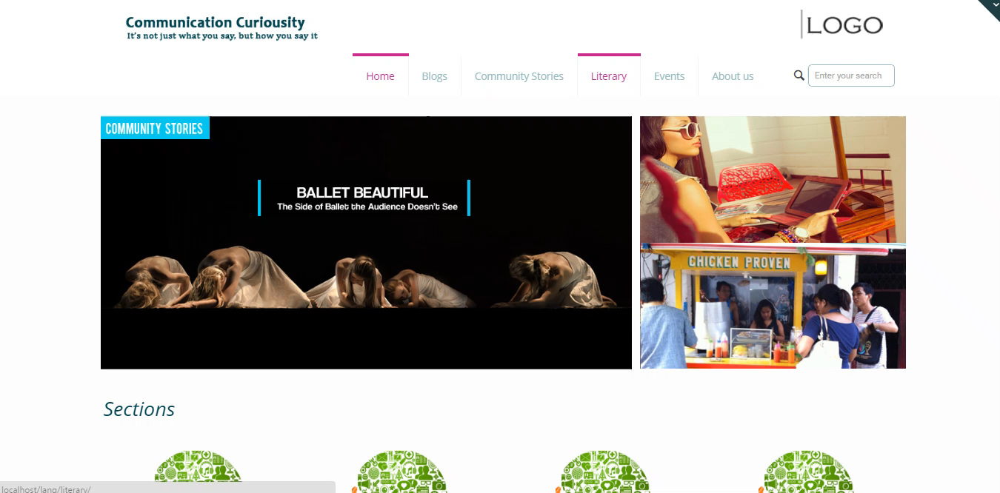 Communication Curiousity
It's not just what you say, but how you say it
LOGO
Home
Blogs
Community Stories
Literary
Events
About us
Enter your search
COMMUNITY STORIES
BALLET BEAUTIFUL
The Side of Ballet the Audience Doesn't See
CHICKEN PROVEN
Sections
localhost/lang/literary/